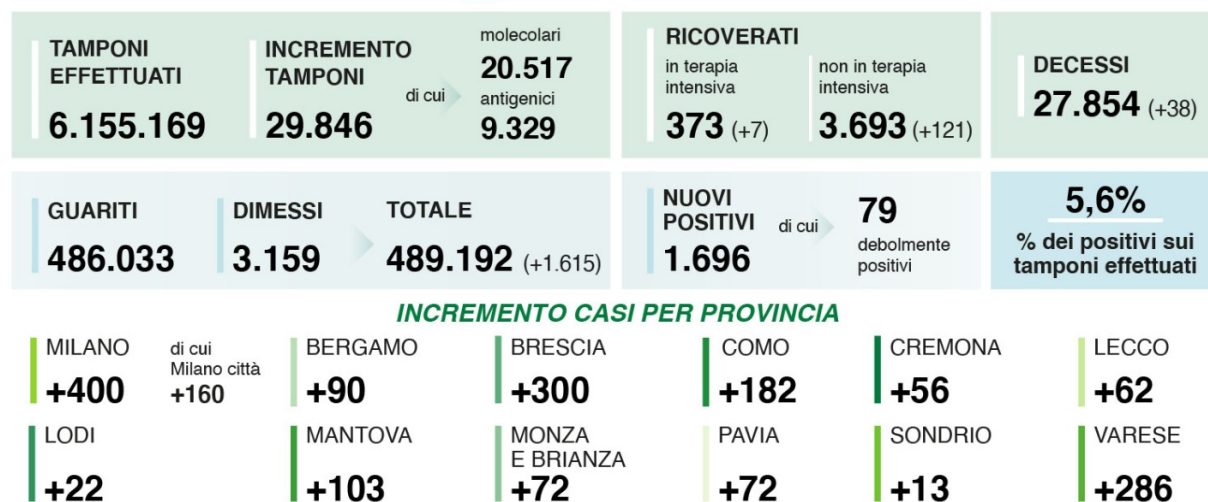 TAMPONI
EFFETTUATI
6.155.169
INCREMENTO
TAMPONI
29.846
di cui
molecolari
20.517
antigenici
9.329
RICOVERATI
in terapia
intensiva
373 (+7)
non in terapia
intensiva
3.693 (+121)
DECESSI
27.854 (+38)
GUARITI
486.033
DIMESSI
3.159
TOTALE
489.192 (+1.615)
NUOVI
POSITIVI
1.696
di cui
79
debolmente
positivi
5,6%
% dei positivi sui
tamponi effettuati
INCREMENTO CASI PER PROVINCIA
MILANO
+400
di cui
Milano città
+160
BERGAMO
+90
BRESCIA
+300
COMO
+182
CREMONA
+56
LECCO
+62
LODI
+22
MANTOVA
+103
MONZA
E BRIANZA
+72
PAVIA
+72
SONDRIO
+13
VARESE
+286